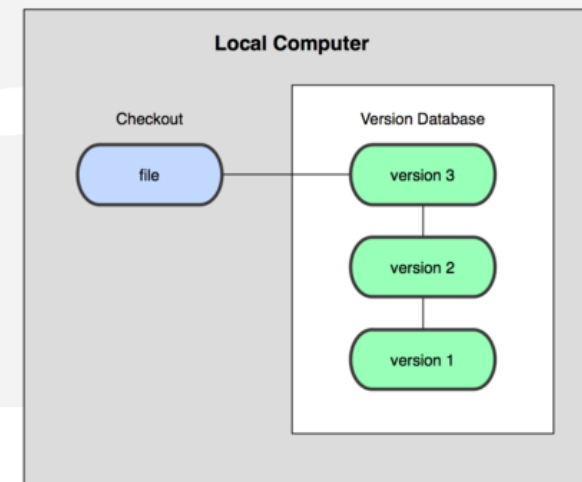 Local Computer
Checkout
Version Database
file
version 3
version 2
version 1